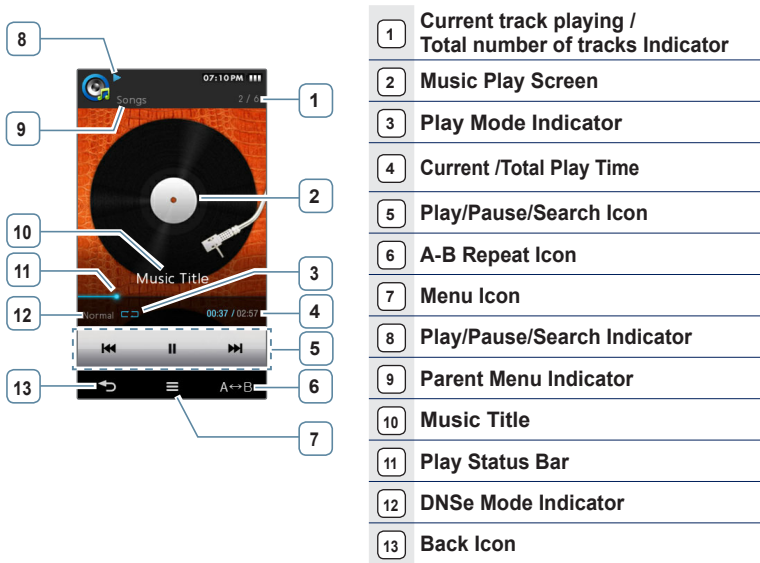 8
07:10 PM
Songs
2 / 6
1
9
2
10
Music Title
11
3
12
Normal
00:37 / 02:57
4
5
13
A↔B
6
7
1 Current track playing /
Total number of tracks Indicator
2 Music Play Screen
3 Play Mode Indicator
4 Current /Total Play Time
5 Play/Pause/Search Icon
6 A-B Repeat Icon
7 Menu Icon
8 Play/Pause/Search Indicator
9 Parent Menu Indicator
10 Music Title
11 Play Status Bar
12 DNSe Mode Indicator
13 Back Icon